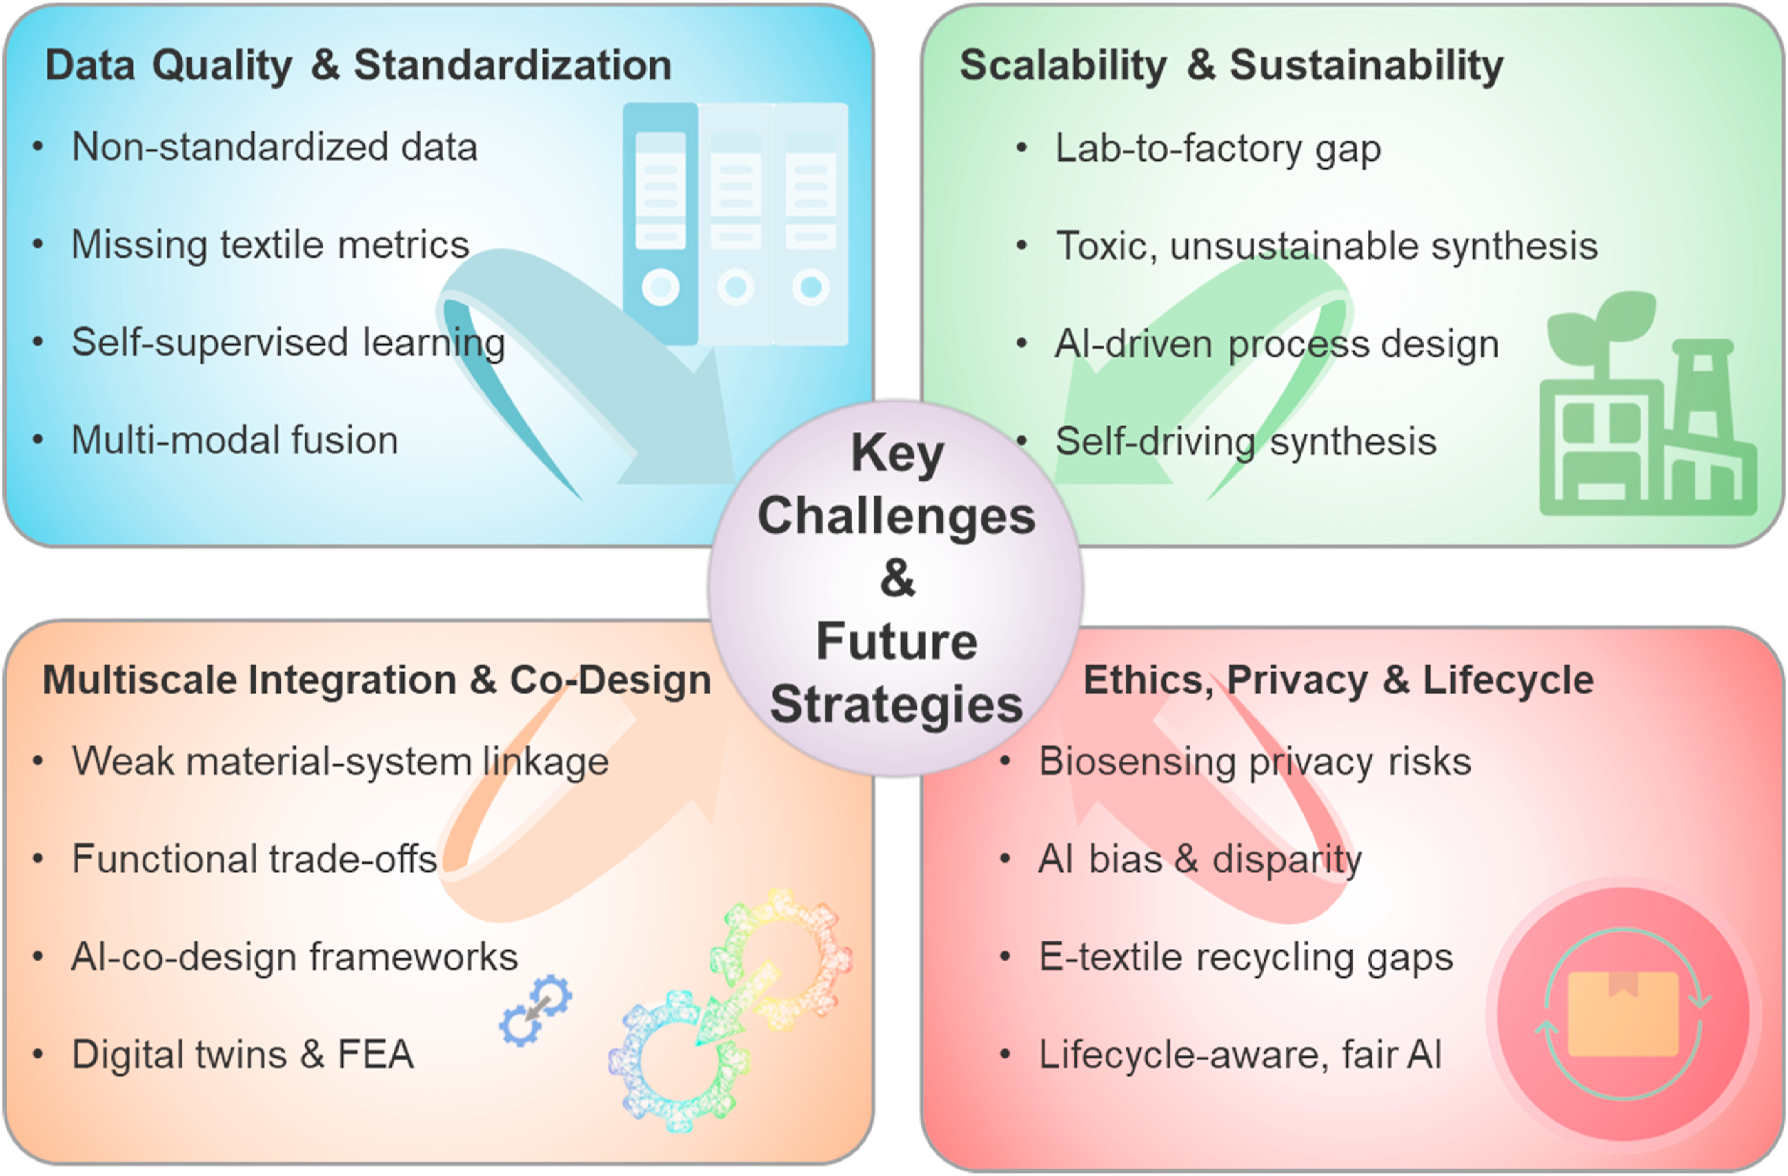 Data Quality & Standardization
• Non-standardized data
• Missing textile metrics
• Self-supervised learning
• Multi-modal fusion
Scalability & Sustainability
• Lab-to-factory gap
• Toxic, unsustainable synthesis
• AI-driven process design
• Self-driving synthesis
Key
Challenges
&
Future
Strategies
Multiscale Integration & Co-Design
• Weak material-system linkage
• Functional trade-offs
• AI-co-design frameworks
• Digital twins & FEA
Ethics, Privacy & Lifecycle
• Biosensing privacy risks
• AI bias & disparity
• E-textile recycling gaps
• Lifecycle-aware, fair AI